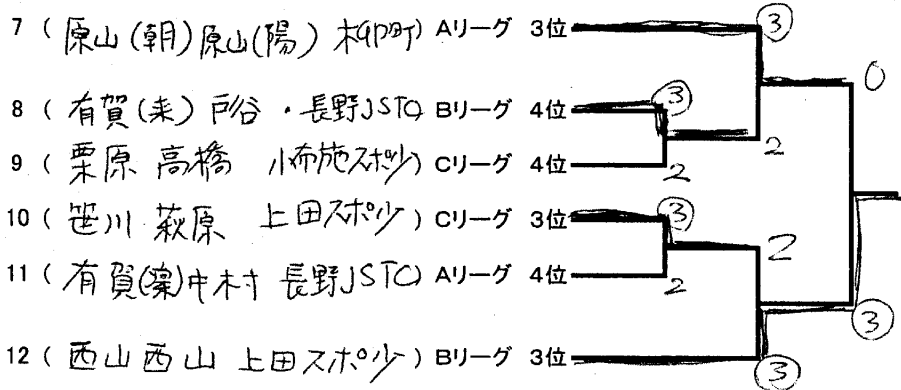 7 ( 原山(朝)原山(陽) 柳町) Aリーグ 3位 ③
0
8 ( 有賀(来) 戸谷 ・長野JSTC) Bリーグ 4位 ③
2
9 ( 栗原 高橋 小布施スポ少) Cリーグ 4位 2
10 ( 笹川 萩原 上田スポ少 ) Cリーグ 3位 ③
2
11 ( 有賀 中村 長野JSTC) Aリーグ 4位 2
③
12 ( 西山 西山 上田スポ少 ) Bリーグ 3位 ③